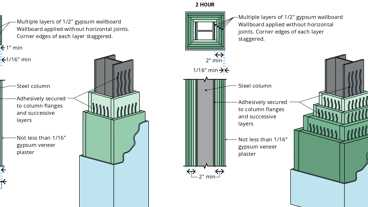 Multiple layers of 1/2" gypsum wallboard
Wallboard applied without horizontal joints.
Corner edges of each layer staggered.
1" min
1/16" min
Steel column
Adhesively secured
to column flanges
and successive
layers
Not less than 1/16"
gypsum veneer
plaster
2 HOUR
Multiple layers of 1/2" gypsum wallboard
Wallboard applied without horizontal
joints. Corner edges of each layer
staggered.
2" min
1/16" min
Steel column
Adhesively secured
to column flanges
and successive
layers
Not less than 1/16"
gypsum veneer
plaster
2" min